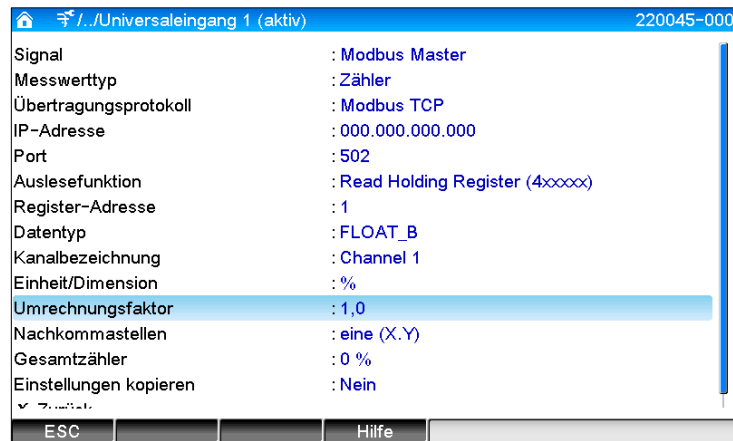 /../Universaleingang 1 (aktiv) 220045-000
Signal : Modbus Master
Messwerttyp : Zähler
Übertragungsprotokoll : Modbus TCP
IP-Adresse : 000.000.000.000
Port : 502
Auslesefunktion : Read Holding Register (4xxxxx)
Register-Adresse : 1
Datentyp : FLOAT_B
Kanalbezeichnung : Channel 1
Einheit/Dimension : %
Umrechnungsfaktor : 1,0
Nachkommastellen : eine (X.Y)
Gesamtzähler : 0 %
Einstellungen kopieren : Nein
X Zurück
ESC Hilfe